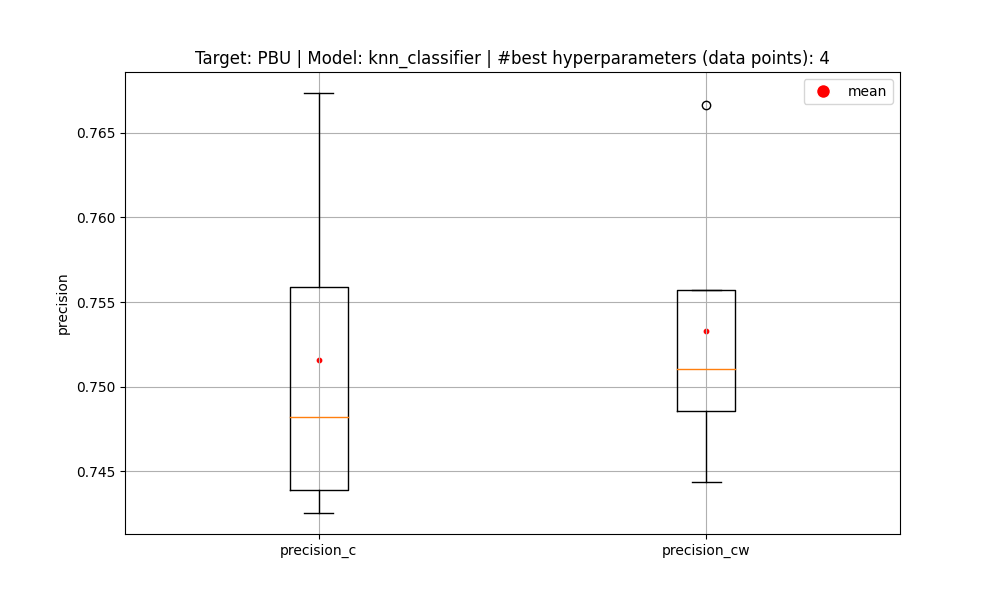 Target: PBU | Model: knn_classifier | #best hyperparameters (data points): 4
mean
0.765
0.760
0.755
0.750
0.745
precision
precision_c
precision_cw